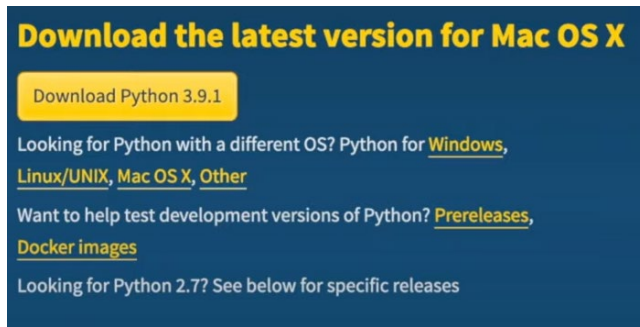 Download the latest version for Mac OS X
Download Python 3.9.1
Looking for Python with a different OS? Python for Windows,
Linux/UNIX, Mac OS X, Other
Want to help test development versions of Python? Prereleases,
Docker images
Looking for Python 2.7? See below for specific releases